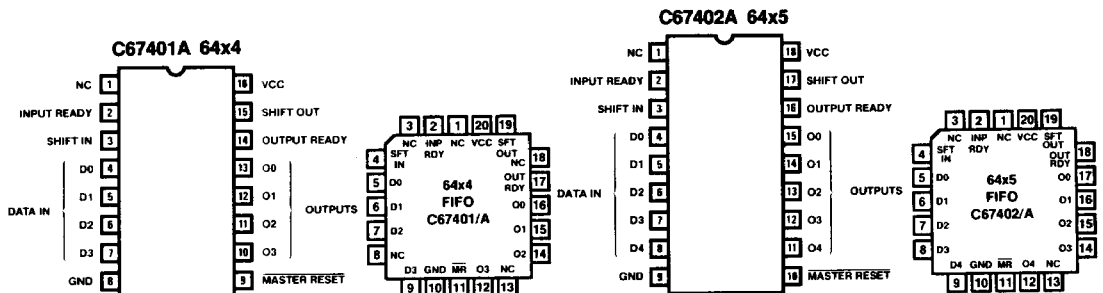 C67401A 64x4
NC 1 16 VCC
INPUT READY 2 15 SHIFT OUT
SHIFT IN 3 14 OUTPUT READY
D0 4 13 O0
D1 5 12 O1
DATA IN OUTPUTS
D2 6 11 O2
D3 7 10 O3
GND 8 9 MASTER RESET
3 2 1 20 19
NC INP RDY NC VCC SFT OUT
4 SFT IN NC 18
5 D0 OUT RDY 17
6 D1 O0 16
7 D2 O1 15
8 NC O2 14
64x4
FIFO
C67401/A
D3 GND MR O3 NC
9 10 11 12 13
C67402A 64x5
NC 1 18 VCC
INPUT READY 2 17 SHIFT OUT
SHIFT IN 3 16 OUTPUT READY
D0 4 15 O0
D1 5 14 O1
DATA IN D2 6 13 O2 OUTPUTS
D3 7 12 O3
D4 8 11 O4
GND 9 10 MASTER RESET
3 2 1 20 19
NC INP RDY NC VCC SFT OUT
4 SFT IN OUT RDY 18
5 D0 O0 17
6 D1 O1 16
7 D2 O2 15
8 D3 O3 14
64x5
FIFO
C67402/A
D4 GND MR O4 NC
9 10 11 12 13